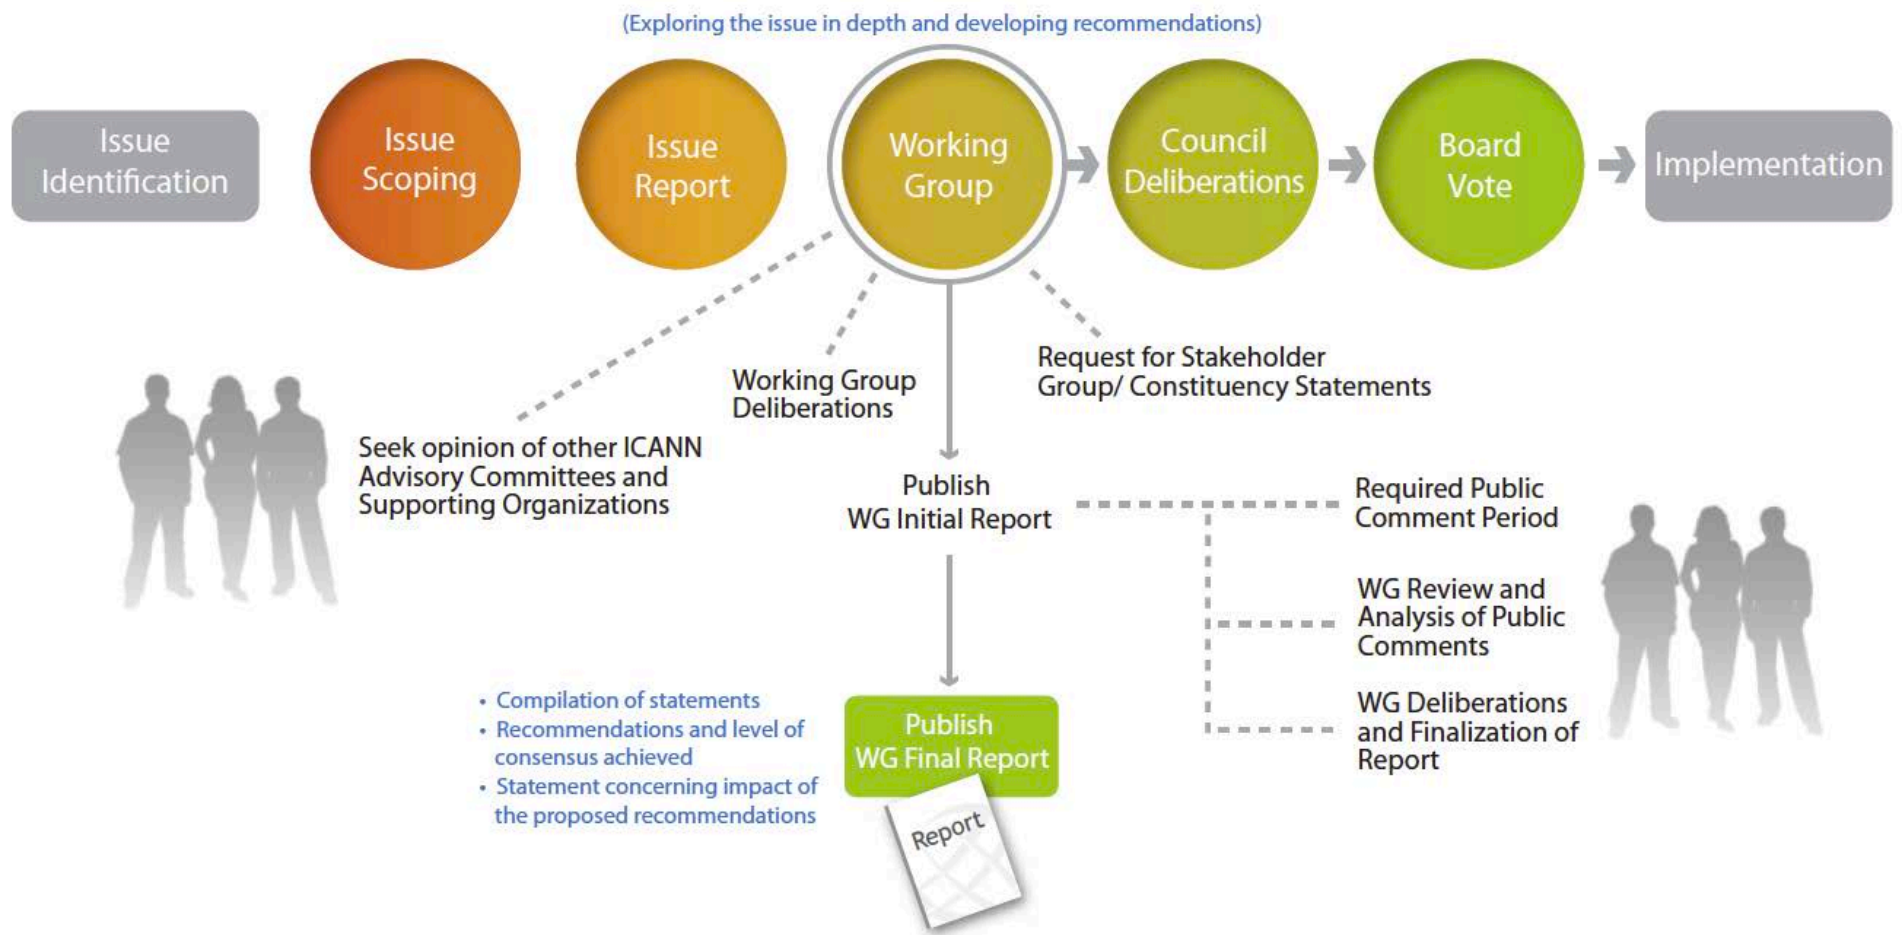 (Exploring the issue in depth and developing recommendations)
Issue
Identification
Issue
Scoping
Issue
Report
Working
Group
Council
Deliberations
Board
Vote
Implementation
Seek opinion of other ICANN
Advisory Committees and
Supporting Organizations
Working Group
Deliberations
Request for Stakeholder
Group/ Constituency Statements
Publish
WG Initial Report
Required Public
Comment Period
WG Review and
Analysis of Public
Comments
WG Deliberations
and Finalization of
Report
• Compilation of statements
• Recommendations and level of
consensus achieved
• Statement concerning impact of
the proposed recommendations
Publish
WG Final Report
Report